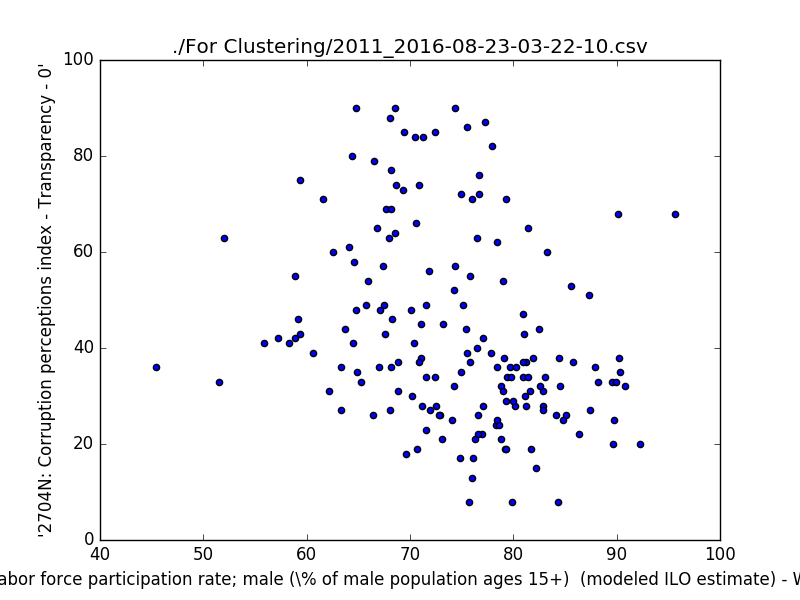 ./For Clustering/2011_2016-08-23-03-22-10.csv
100
80
60
40
20
0
'2704N: Corruption perceptions index - Transparency - 0'
40 50 60 70 80 90 100
force participation rate; male (\% of male population ages 15+) (modeled ILO estimate) -